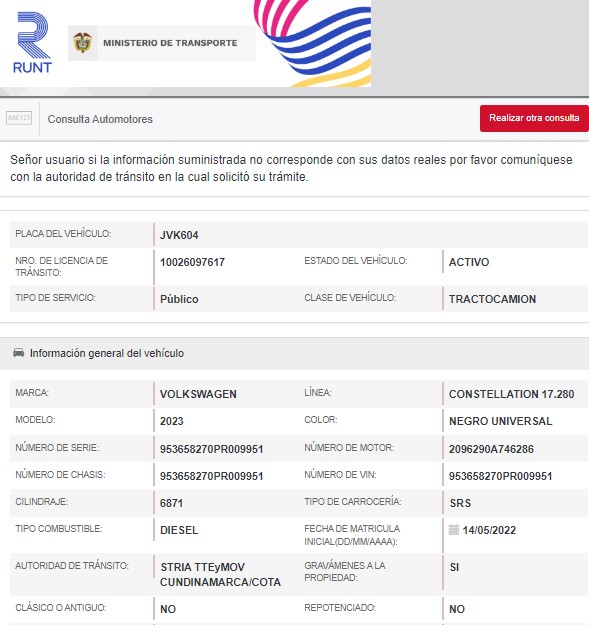 RUNT
MINISTERIO DE TRANSPORTE
ABC123
Consulta Automotores
Realizar otra consulta
Señor usuario si la información suministrada no corresponde con sus datos reales por favor comuníquese
con la autoridad de tránsito en la cual solicitó su trámite.
PLACA DEL VEHÍCULO: JVK604
NRO. DE LICENCIA DE
TRÁNSITO: 10026097617 ESTADO DEL VEHÍCULO: ACTIVO
TIPO DE SERVICIO: Público CLASE DE VEHÍCULO: TRACTOCAMION
Información general del vehículo
MARCA: VOLKSWAGEN LÍNEA: CONSTELLATION 17.280
MODELO: 2023 COLOR: NEGRO UNIVERSAL
NÚMERO DE SERIE: 953658270PR009951 NÚMERO DE MOTOR: 2096290A746286
NÚMERO DE CHASIS: 953658270PR009951 NÚMERO DE VIN: 953658270PR009951
CILINDRAJE: 6871 TIPO DE CARROCERÍA: SRS
TIPO COMBUSTIBLE: DIESEL FECHA DE MATRICULA
INICIAL(DD/MM/AAAA): 14/05/2022
AUTORIDAD DE TRÁNSITO: STRIA TTEyMOV
CUNDINAMARCA/COTA GRAVÁMENES A LA
PROPIEDAD: SI
CLÁSICO O ANTIGUO: NO REPOTENCIADO: NO